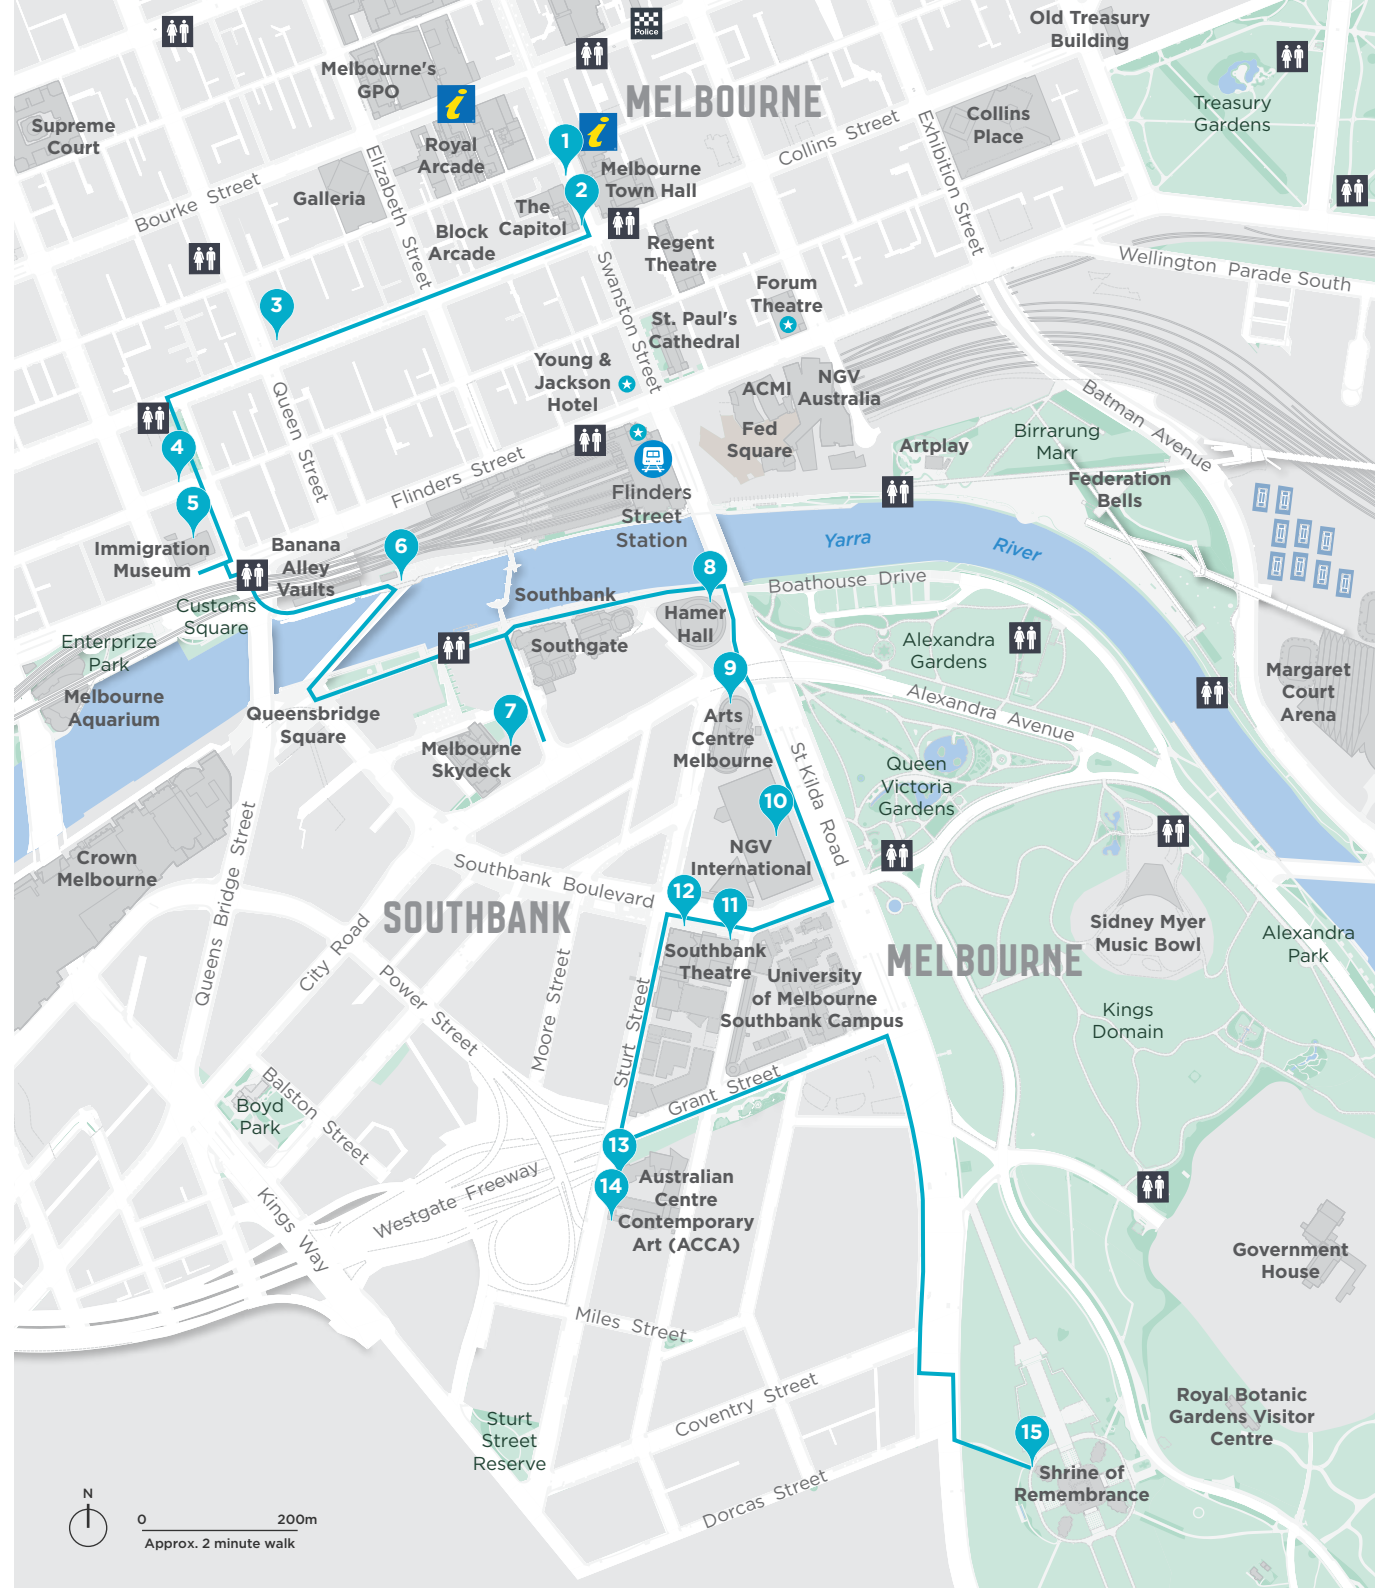 Police
Old Treasury
Building
Melbourne's
GPO
MELBOURNE
Treasury
Gardens
Supreme
Court
i
Royal
Arcade
1
i
Collins Street
Exhibition Street
Collins
Place
Bourke Street
Galleria
Elizabeth Street
Melbourne
Town Hall
2
The
Capitol
Block
Arcade
Regent
Theatre
Swanston Street
Wellington Parade South
3
Forum
Theatre
St. Paul's
Cathedral
Young &
Jackson
Hotel
ACMI
NGV
Australia
Fed
Square
Queen Street
Batman Avenue
Birrarung
Marr
Artplay
Federation
Bells
4
Flinders Street
Flinders
Street
Station
5
Immigration
Museum
Banana
Alley
Vaults
6
Yarra
River
8
Boathouse Drive
Southbank
Customs
Square
Hamer
Hall
Enterprize
Park
Southgate
Alexandra
Gardens
Melbourne
Aquarium
Queensbridge
Square
7
9
Alexandra Avenue
Margaret
Court
Arena
Melbourne
Skydeck
Arts
Centre
Melbourne
St Kilda Road
Queen
Victoria
Gardens
10
NGV
International
Crown
Melbourne
Queens Bridge Street
Southbank Boulevard
12
11
SOUTHBANK
City Road
Power Street
Moore Street
Sturt Street
Southbank
Theatre
University
of Melbourne
Southbank Campus
MELBOURNE
Sidney Myer
Music Bowl
Alexandra
Park
Kings
Domain
Grant Street
Balston Street
Boyd
Park
13
14
Australian
Centre
Contemporary
Art (ACCA)
Westgate Freeway
Kings Way
Government
House
Miles Street
Coventry Street
Sturt
Street
Reserve
Royal Botanic
Gardens Visitor
Centre
15
Shrine of
Remembrance
Dorcas Street
N
0 200m
Approx. 2 minute walk